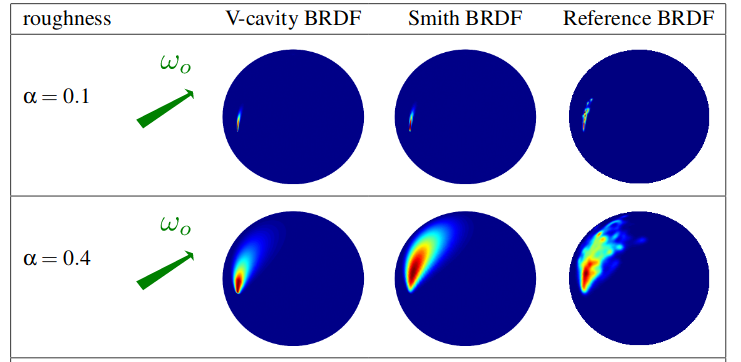 roughness V-cavity BRDF Smith BRDF Reference BRDF
ωo
α = 0.1
ωo
α = 0.4